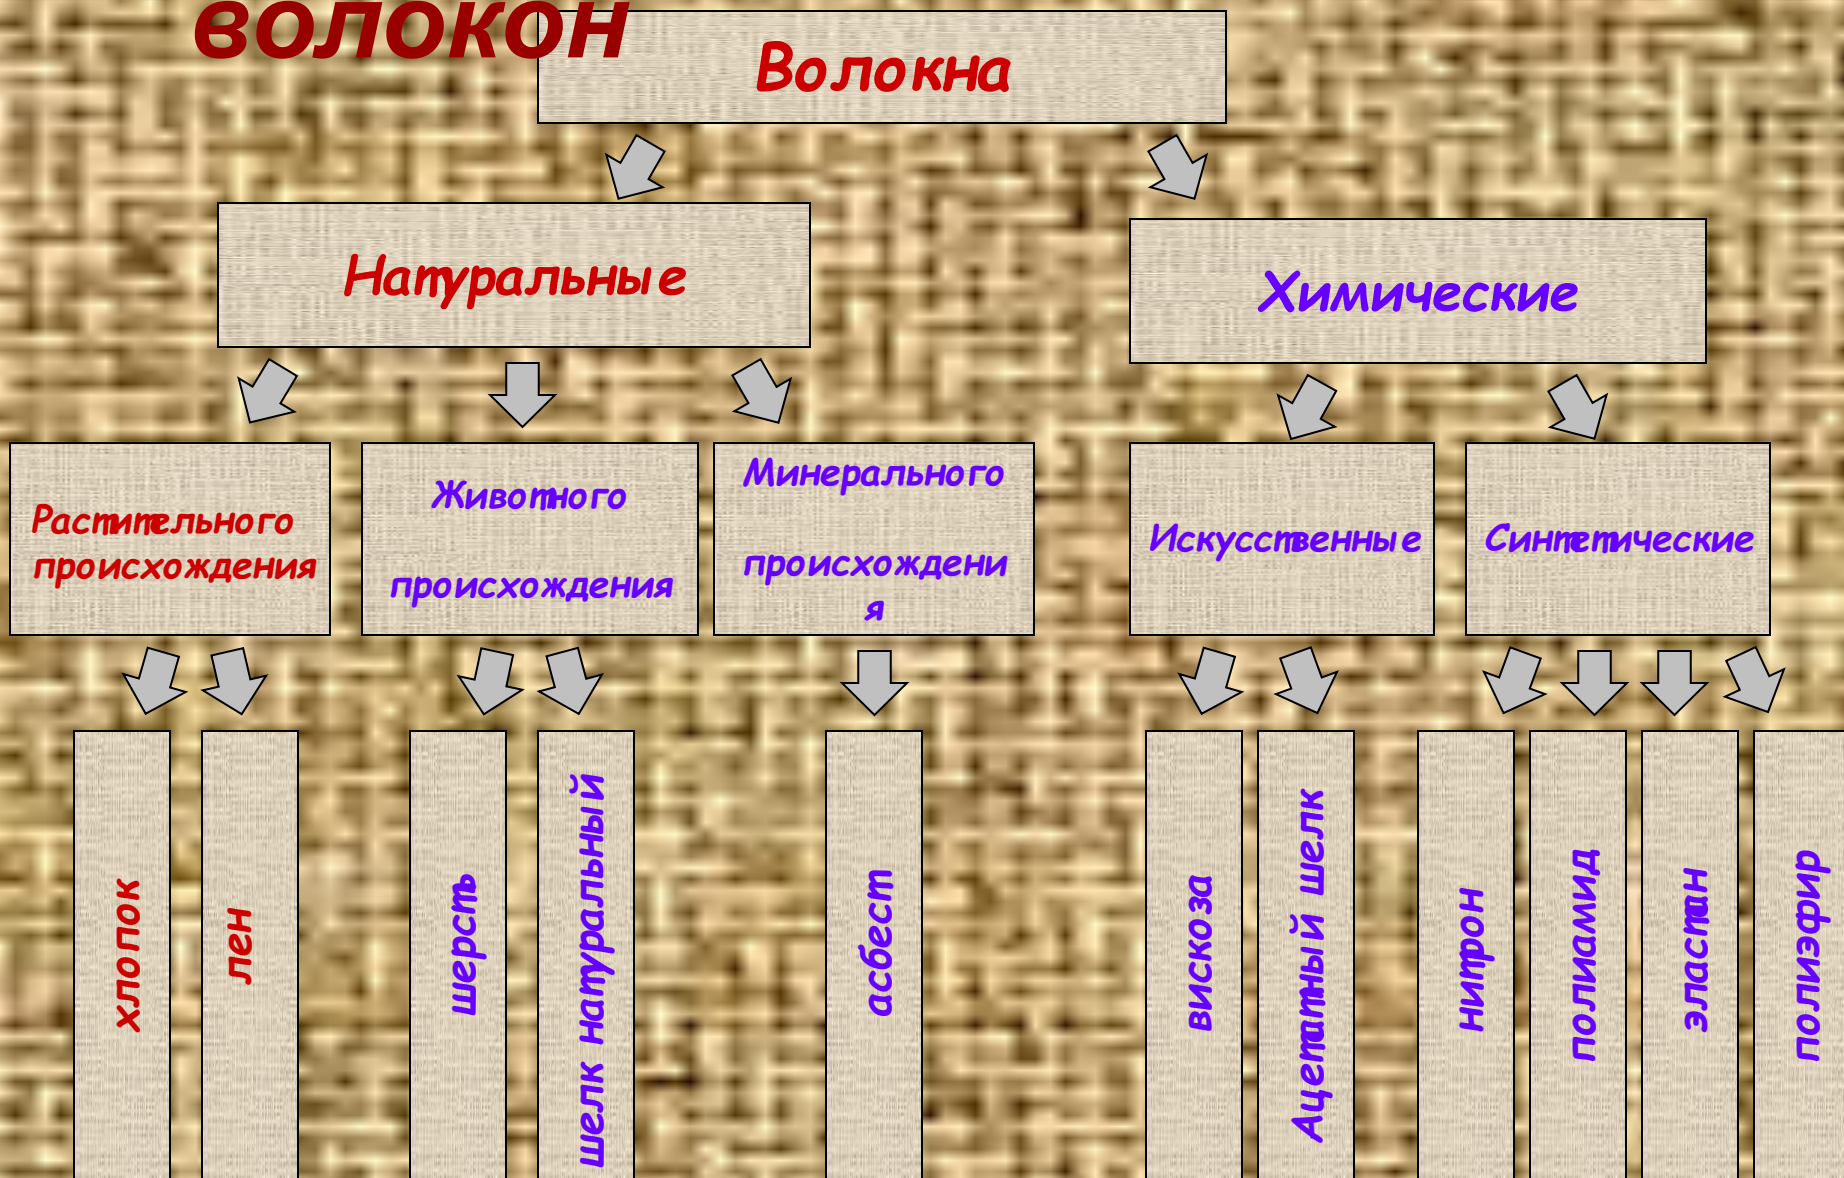 волокон
Волокна
Натуральные
Химические
Растительного
происхождения
Животного
происхождения
Минерального
происхождени
я
Искусственные
Синтетические
хлопок
лен
шерсть
шелк натуральный
асбест
вискоза
Ацетатный шелк
нитрон
полиамид
эластан
полиэфир